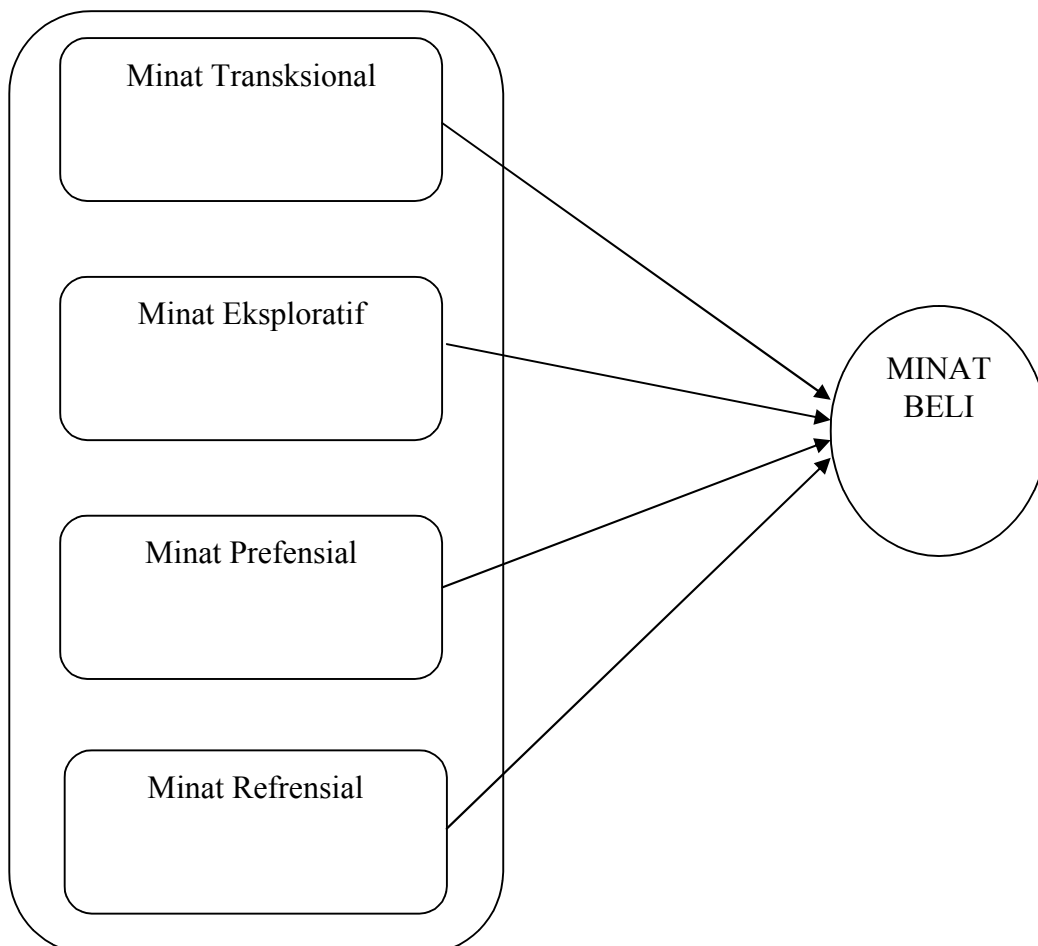 Minat Transksional
Minat Eksploratif
MINAT
BELI
Minat Prefensial
Minat Refrensial